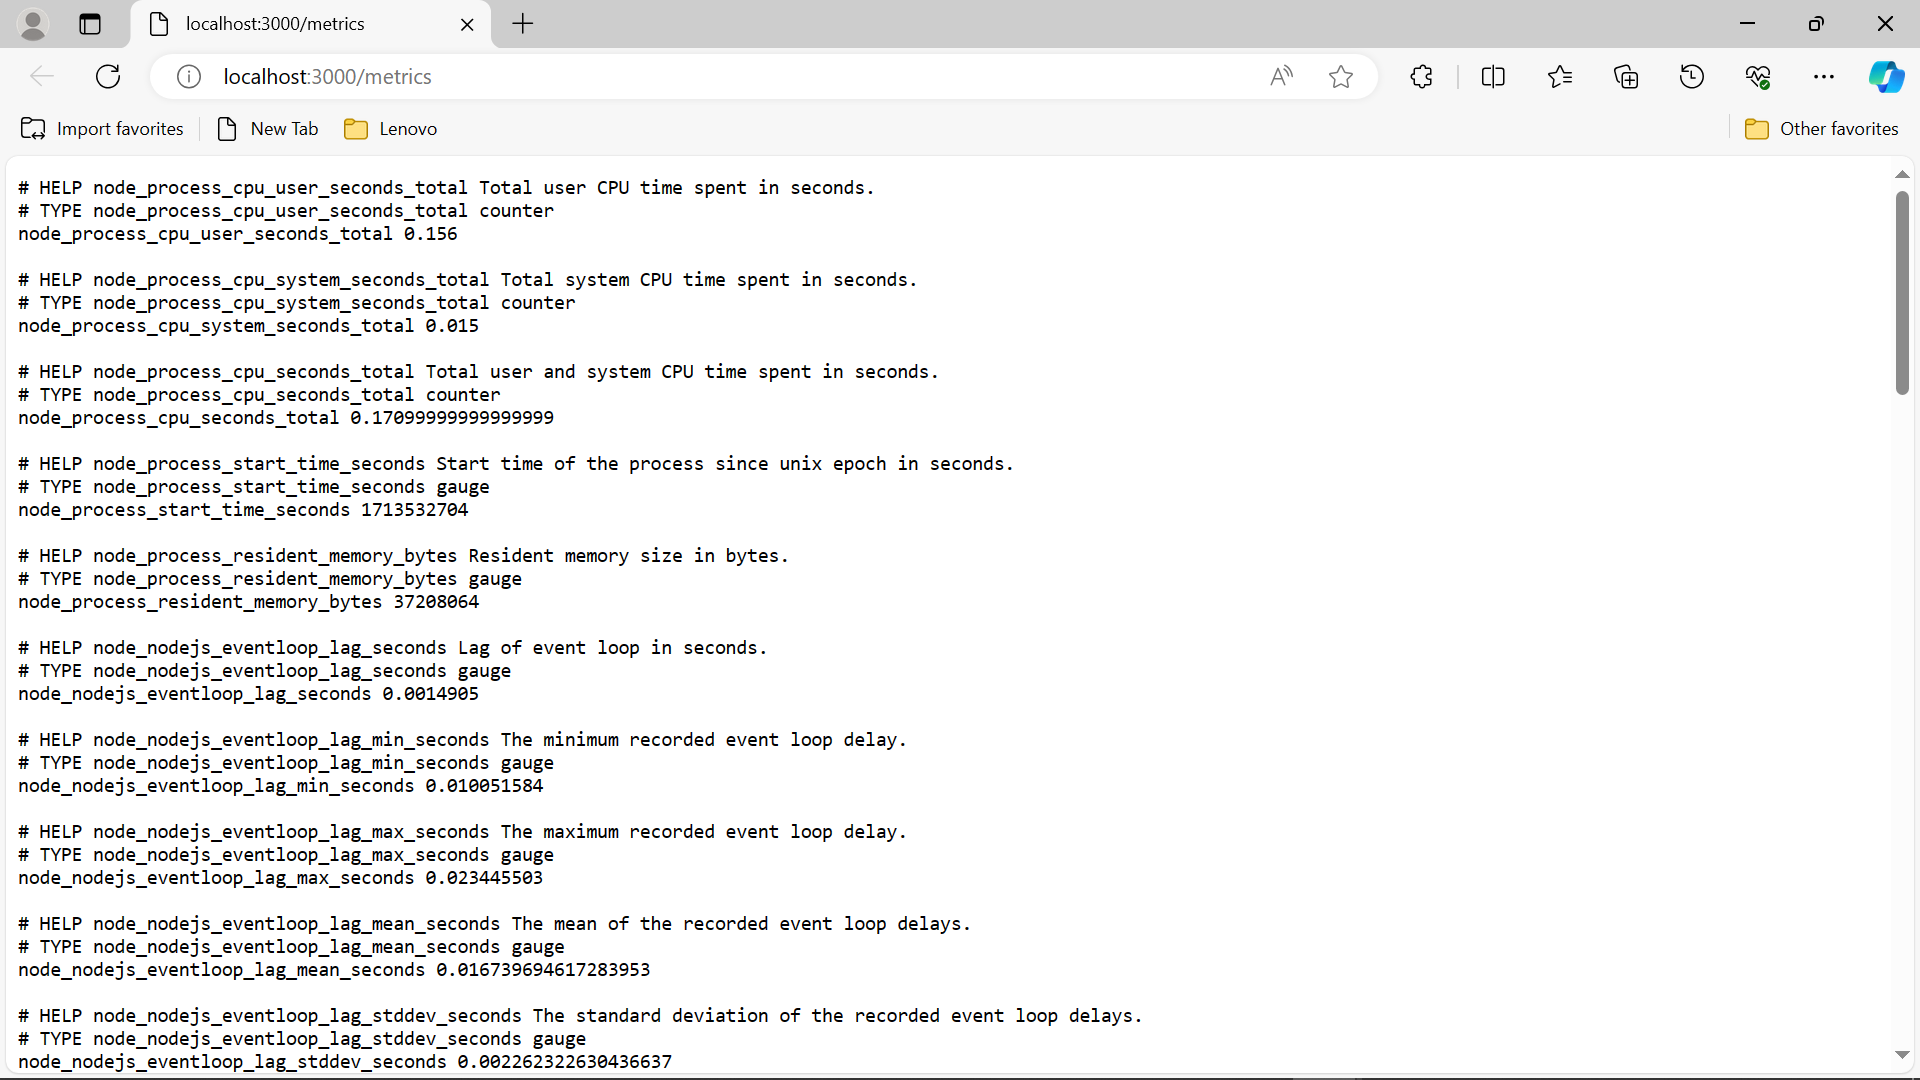 localhost:3000/metrics
localhost:3000/metrics
Import favorites
New Tab
Lenovo
Other favorites
# HELP node_process_cpu_user_seconds_total Total user CPU time spent in seconds.
# TYPE node_process_cpu_user_seconds_total counter
node_process_cpu_user_seconds_total 0.156
# HELP node_process_cpu_system_seconds_total Total system CPU time spent in seconds.
# TYPE node_process_cpu_system_seconds_total counter
node_process_cpu_system_seconds_total 0.015
# HELP node_process_cpu_seconds_total Total user and system CPU time spent in seconds.
# TYPE node_process_cpu_seconds_total counter
node_process_cpu_seconds_total 0.17099999999999999
# HELP node_process_start_time_seconds Start time of the process since unix epoch in seconds.
# TYPE node_process_start_time_seconds gauge
node_process_start_time_seconds 1713532704
# HELP node_process_resident_memory_bytes Resident memory size in bytes.
# TYPE node_process_resident_memory_bytes gauge
node_process_resident_memory_bytes 37208064
# HELP node_nodejs_eventloop_lag_seconds Lag of event loop in seconds.
# TYPE node_nodejs_eventloop_lag_seconds gauge
node_nodejs_eventloop_lag_seconds 0.0014905
# HELP node_nodejs_eventloop_lag_min_seconds The minimum recorded event loop delay.
# TYPE node_nodejs_eventloop_lag_min_seconds gauge
node_nodejs_eventloop_lag_min_seconds 0.010051584
# HELP node_nodejs_eventloop_lag_max_seconds The maximum recorded event loop delay.
# TYPE node_nodejs_eventloop_lag_max_seconds gauge
node_nodejs_eventloop_lag_max_seconds 0.023445503
# HELP node_nodejs_eventloop_lag_mean_seconds The mean of the recorded event loop delays.
# TYPE node_nodejs_eventloop_lag_mean_seconds gauge
node_nodejs_eventloop_lag_mean_seconds 0.016739694617283953
# HELP node_nodejs_eventloop_lag_stddev_seconds The standard deviation of the recorded event loop delays.
# TYPE node_nodejs_eventloop_lag_stddev_seconds gauge
node_nodejs_eventloop_lag_stddev_seconds 0.002262322630436637